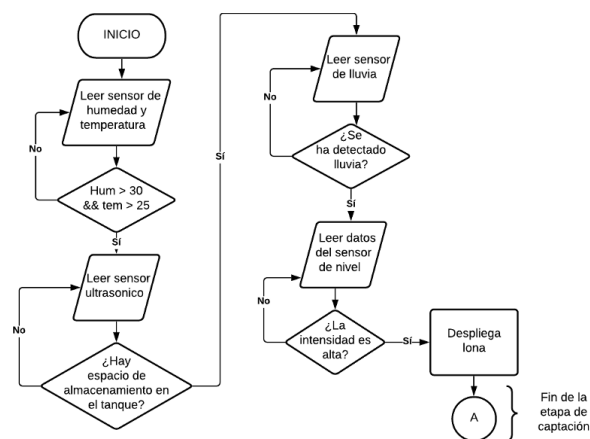 INICIO
Leer sensor de
humedad y
temperatura
No
Hum > 30
&& tem > 25
Sí
Leer sensor
ultrasonico
No
¿Hay
espacio de
almacenamiento en
el tanque?
Sí
Leer sensor
de lluvia
No
¿Se
ha detectado
lluvia?
Sí
Leer datos
del sensor
de nivel
No
¿La
intensidad es
alta?
Sí
Despliega
lona
A
Fin de la
etapa de
captación